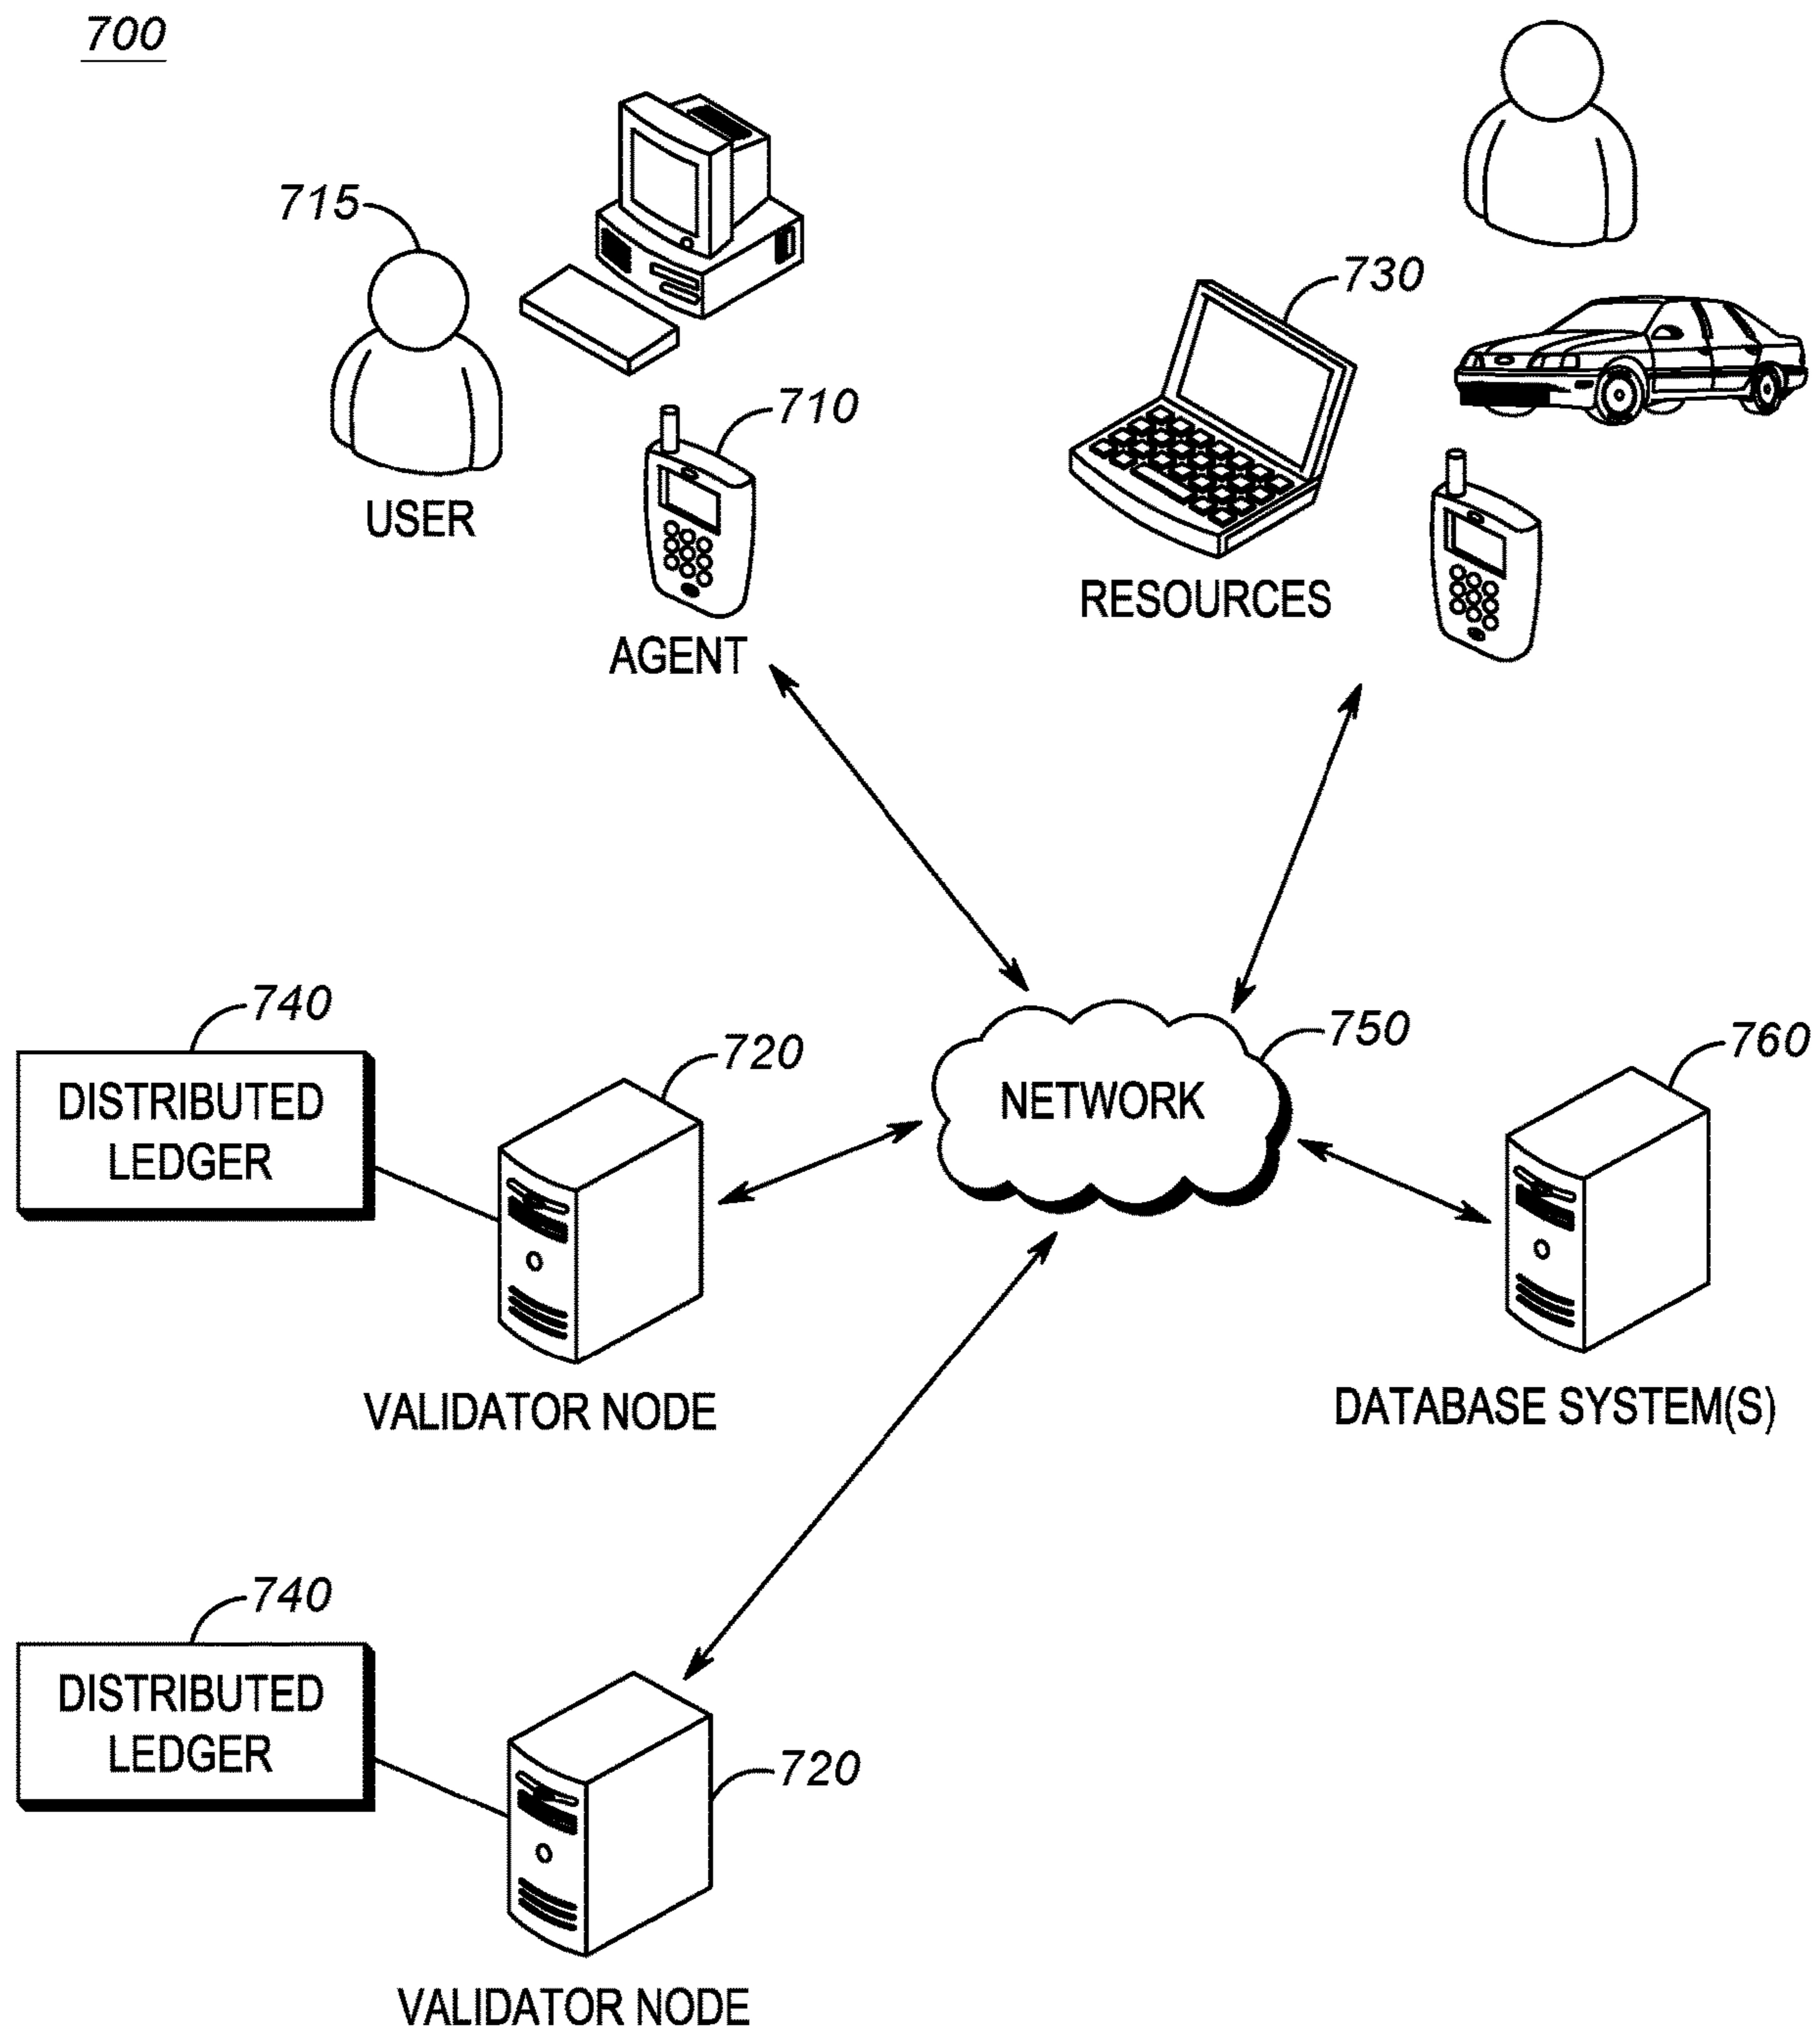 700
715
730
710
USER
RESOURCES
AGENT
740
720
750
760
DISTRIBUTED
LEDGER
NETWORK
VALIDATOR NODE
DATABASE SYSTEM(S)
740
DISTRIBUTED
LEDGER
720
VALIDATOR NODE